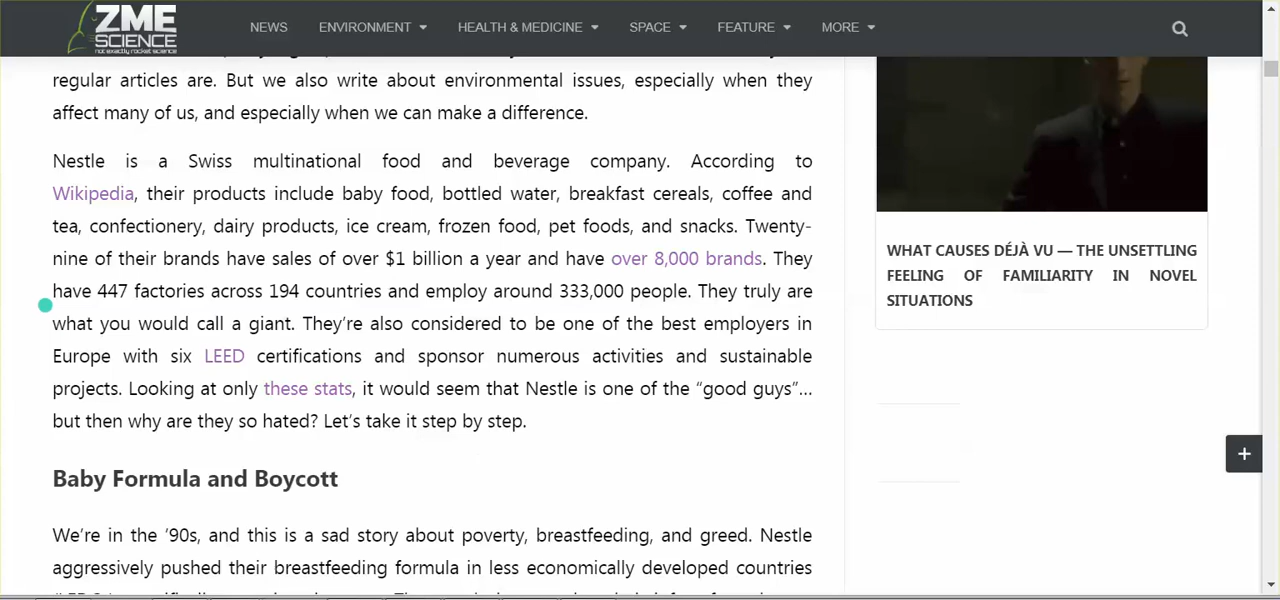 ZME
SCIENCE
not exactly rocket science
NEWS
ENVIRONMENT
HEALTH & MEDICINE
SPACE
FEATURE
MORE
regular articles are. But we also write about environmental issues, especially when they
affect many of us, and especially when we can make a difference.
Nestle is a Swiss multinational food and beverage company. According to
Wikipedia, their products include baby food, bottled water, breakfast cereals, coffee and
tea, confectionery, dairy products, ice cream, frozen food, pet foods, and snacks. Twenty-
nine of their brands have sales of over $1 billion a year and have over 8,000 brands. They
have 447 factories across 194 countries and employ around 333,000 people. They truly are
what you would call a giant. They’re also considered to be one of the best employers in
Europe with six LEED certifications and sponsor numerous activities and sustainable
projects. Looking at only these stats, it would seem that Nestle is one of the “good guys”…
but then why are they so hated? Let’s take it step by step.
Baby Formula and Boycott
We’re in the ’90s, and this is a sad story about poverty, breastfeeding, and greed. Nestle
aggressively pushed their breastfeeding formula in less economically developed countries
WHAT CAUSES DÉJÀ VU — THE UNSETTLING
FEELING OF FAMILIARITY IN NOVEL
SITUATIONS
+